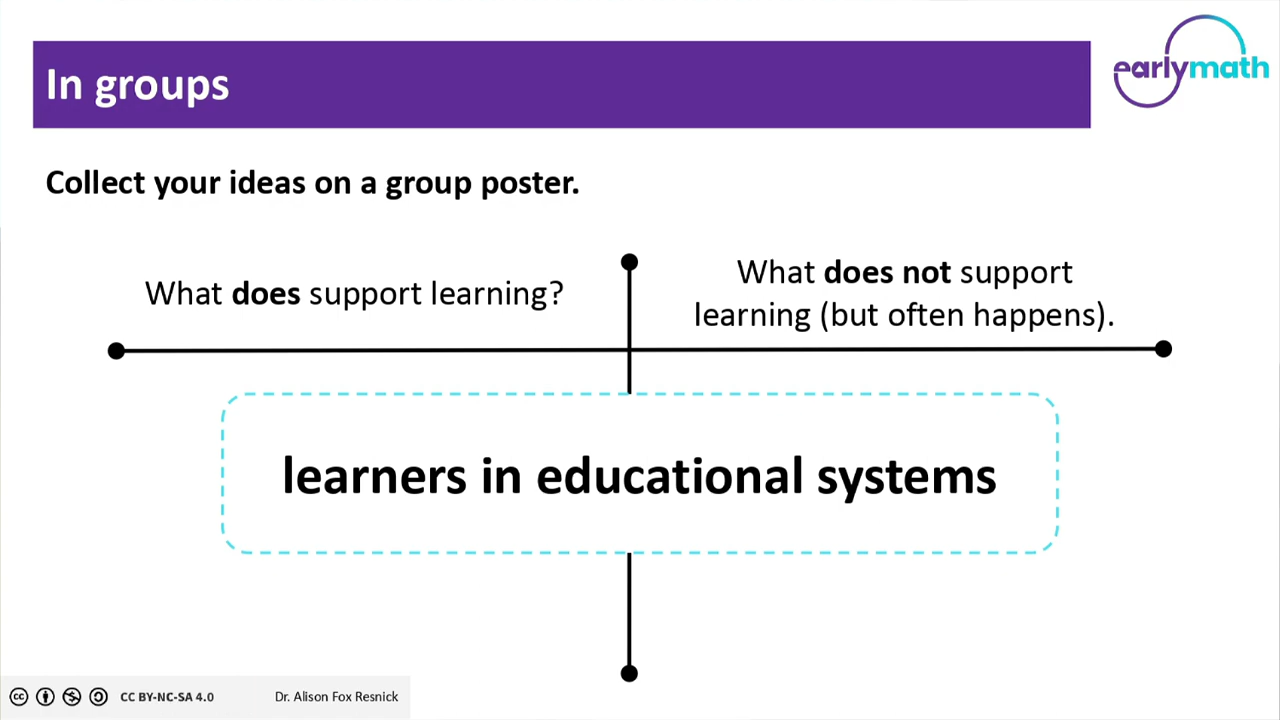 In groups
earlymath
Collect your ideas on a group poster.
What does support learning?
What does not support
learning (but often happens).
learners in educational systems
cc CC BY-NC-SA 4.0 Dr. Alison Fox Resnick